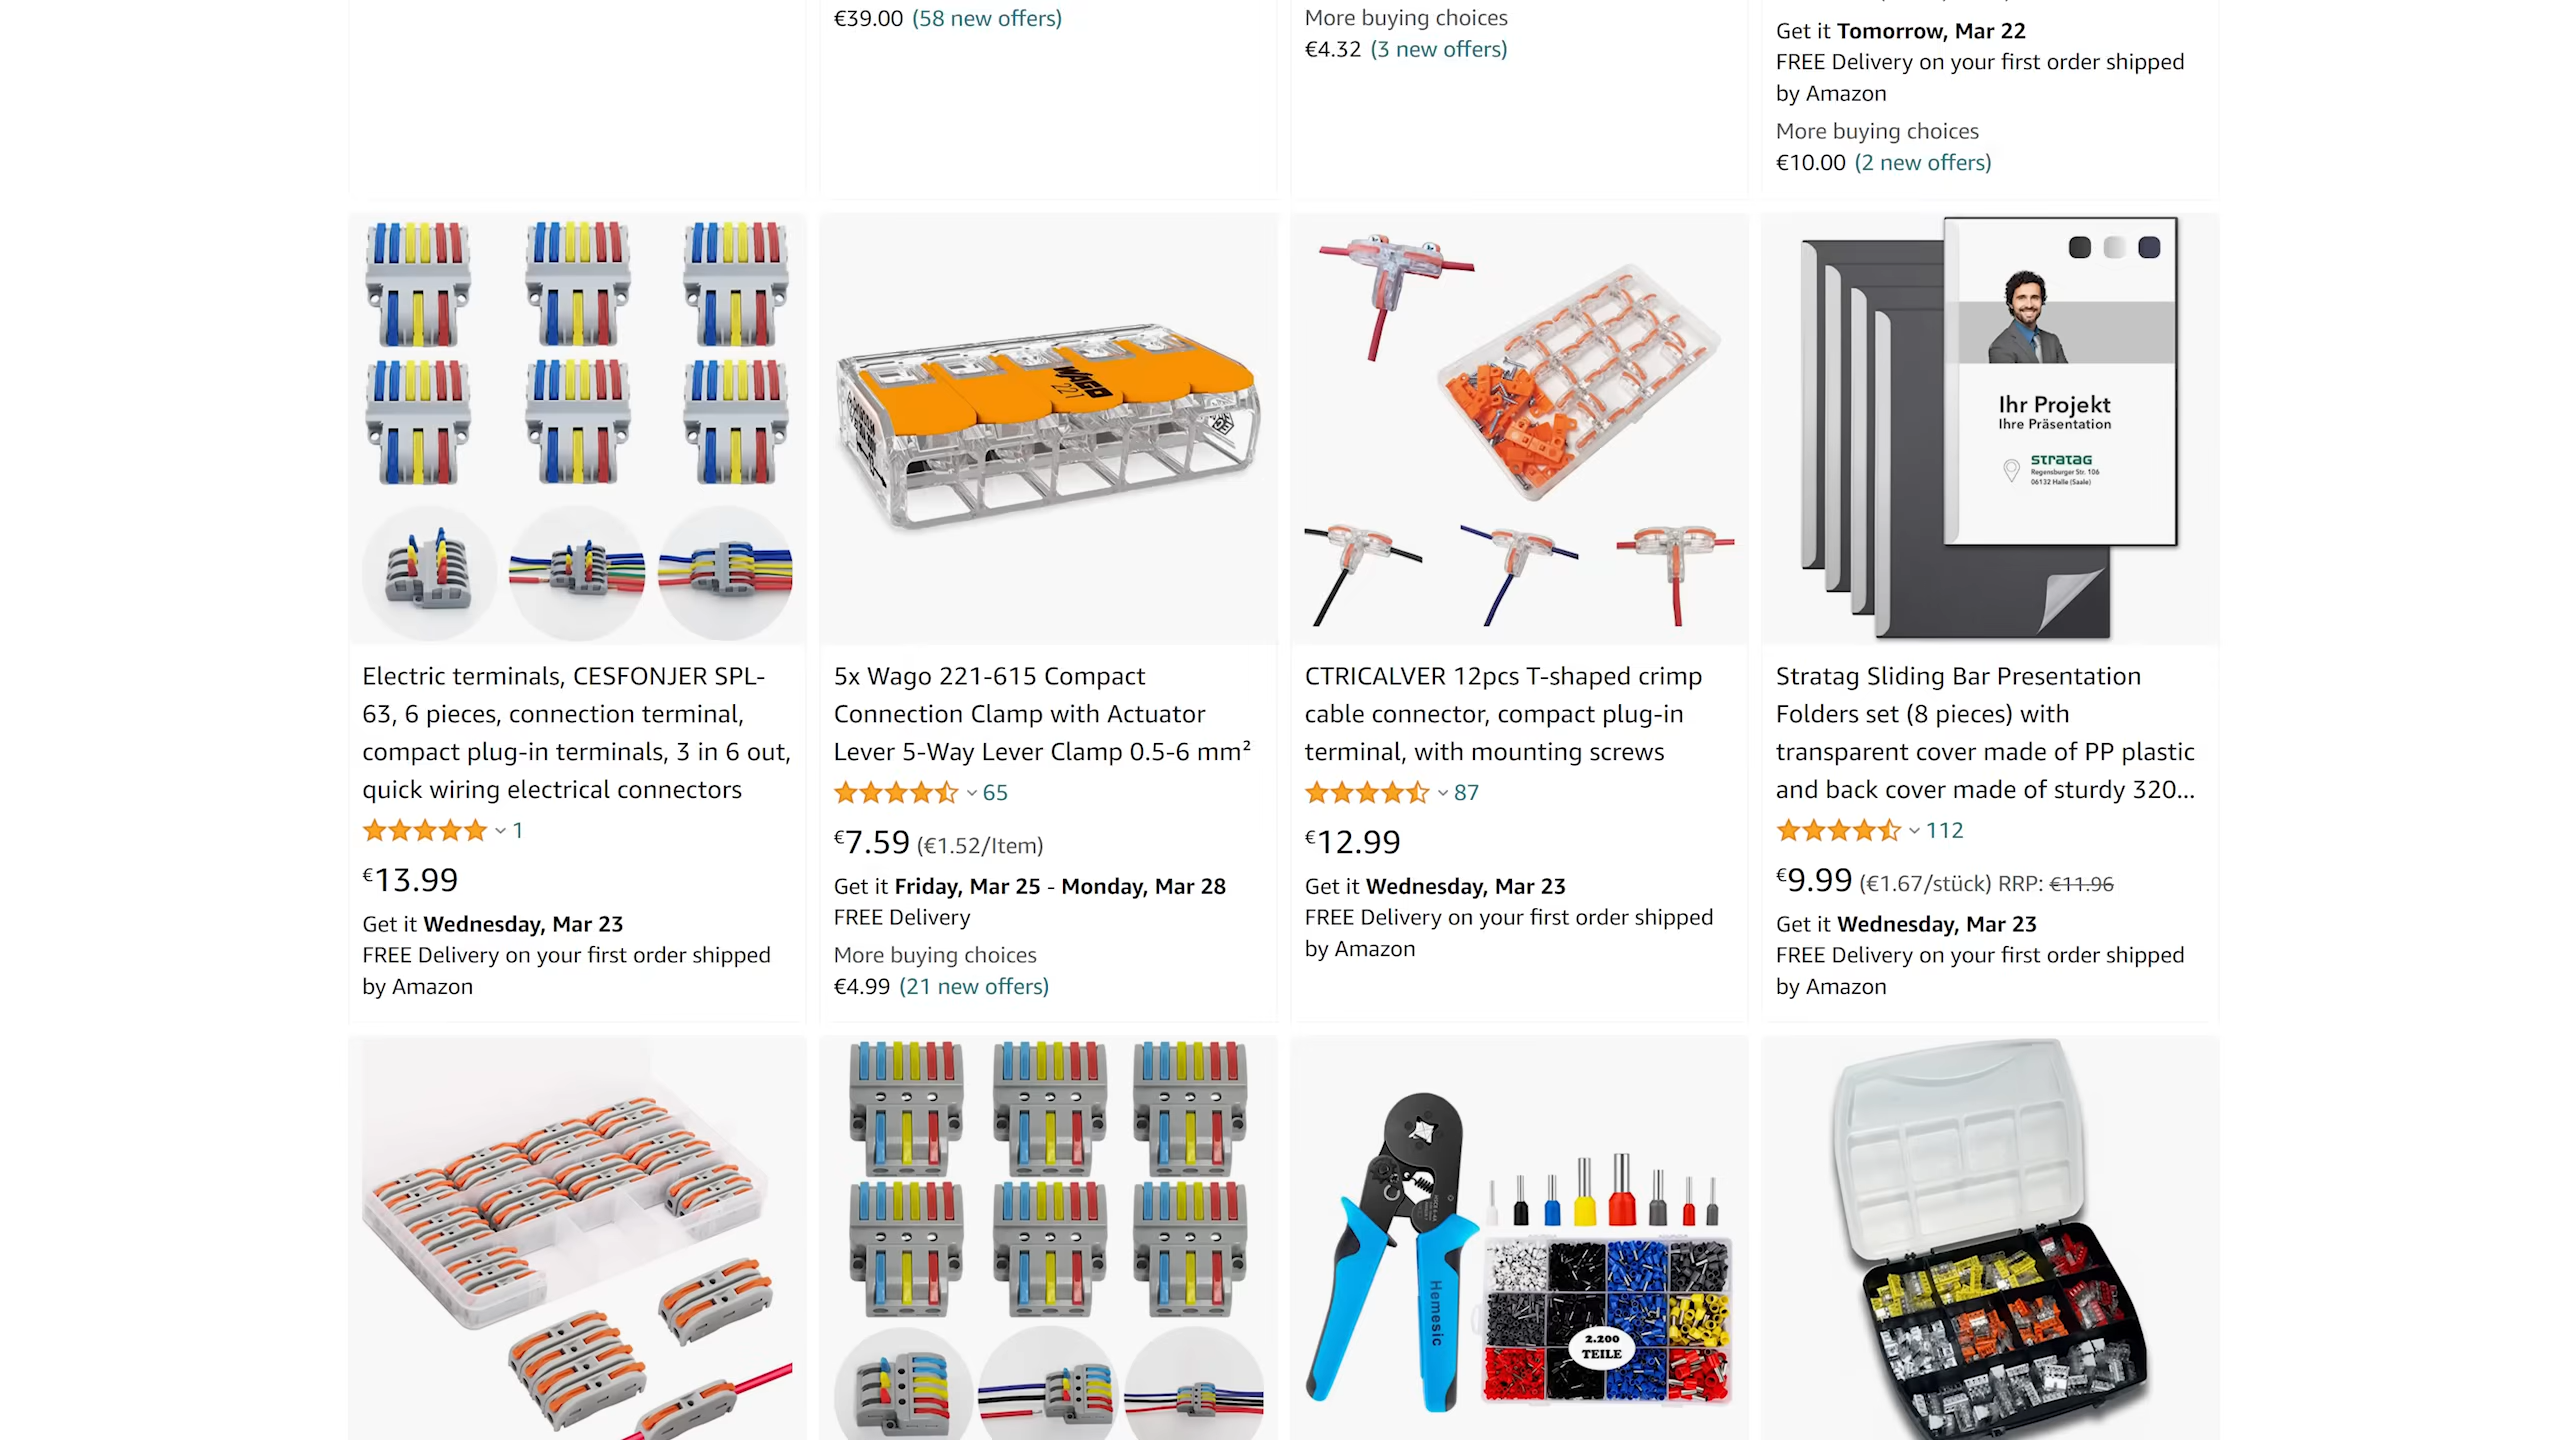 €39.00 (58 new offers)
More buying choices
€4.32 (3 new offers)
Get it Tomorrow, Mar 22
FREE Delivery on your first order shipped
by Amazon
More buying choices
€10.00 (2 new offers)
WAGO
221
Ihr Projekt
Ihre Präsentation
stratag
Regensburger Str. 106
06132 Halle (Saale)
Electric terminals, CESFONJER SPL-
63, 6 pieces, connection terminal,
compact plug-in terminals, 3 in 6 out,
quick wiring electrical connectors
1
€13.99
Get it Wednesday, Mar 23
FREE Delivery on your first order shipped
by Amazon
5x Wago 221-615 Compact
Connection Clamp with Actuator
Lever 5-Way Lever Clamp 0.5-6 mm²
65
€7.59 (€1.52/Item)
Get it Friday, Mar 25 - Monday, Mar 28
FREE Delivery
More buying choices
€4.99 (21 new offers)
CTRICALVER 12pcs T-shaped crimp
cable connector, compact plug-in
terminal, with mounting screws
87
€12.99
Get it Wednesday, Mar 23
FREE Delivery on your first order shipped
by Amazon
Stratag Sliding Bar Presentation
Folders set (8 pieces) with
transparent cover made of PP plastic
and back cover made of sturdy 320...
112
€9.99 (€1.67/stück) RRP: €11.96
Get it Wednesday, Mar 23
FREE Delivery on your first order shipped
by Amazon
Hemesic
2.200
TEILE